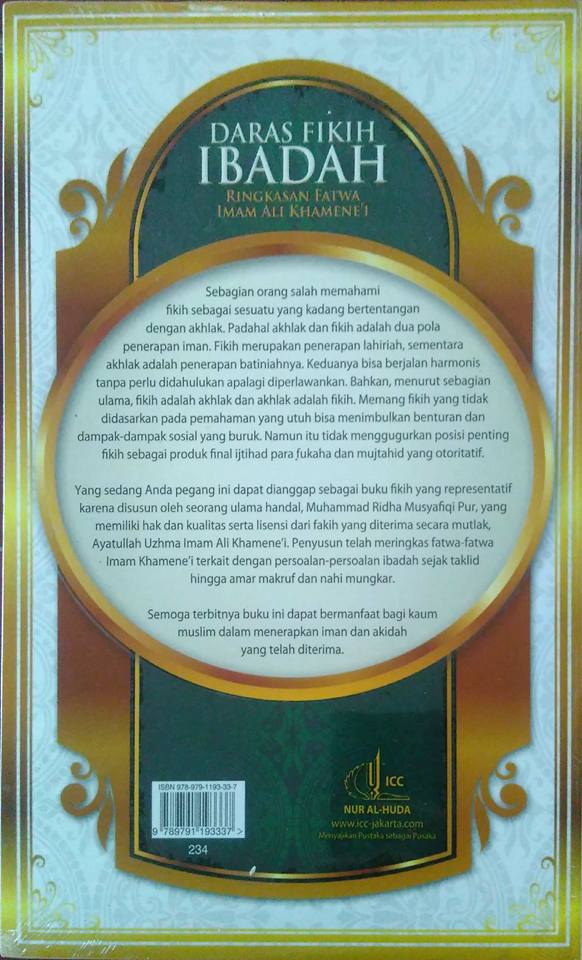 DARAS FIKIH
IBADAH
RINGKASAN FATWA
IMAM ALI KHAMENE'I
Sebagian orang salah memahami
fikih sebagai sesuatu yang kadang bertentangan
dengan akhlak. Padahal akhlak dan fikih adalah dua pola
penerapan iman. Fikih merupakan penerapan lahiriah, sementara
akhlak adalah penerapan batiniahnya. Keduanya bisa berjalan harmonis
tanpa perlu didahulukan apalagi diperlawankan. Bahkan, menurut sebagian
ulama, fikih adalah akhlak dan akhlak adalah fikih. Memang fikih yang tidak
didasarkan pada pemahaman yang utuh bisa menimbulkan benturan dan
dampak-dampak sosial yang buruk. Namun itu tidak menggugurkan posisi penting
fikih sebagai produk final ijtihad para fukaha dan mujtahid yang otoritatif.
Yang sedang Anda pegang ini dapat dianggap sebagai buku fikih yang representatif
karena disusun oleh seorang ulama handal, Muhammad Ridha Musyafiqi Pur, yang
memiliki hak dan kualitas serta lisensi dari fakih yang diterima secara mutlak,
Ayatullah Uzhma Imam Ali Khamene'i. Penyusun telah meringkas fatwa-fatwa
Imam Khamene'i terkait dengan persoalan-persoalan ibadah sejak taklid
hingga amar makruf dan nahi mungkar.
Semoga terbitnya buku ini dapat bermanfaat bagi kaum
muslim dalam menerapkan iman dan akidah
yang telah diterima.
ISBN 978-979-1193-33-7
9 789791 193337 >
234
ICC
NUR AL-HUDA
www.icc-jakarta.com
Menyajikan Pustaka sebagai Pusaka